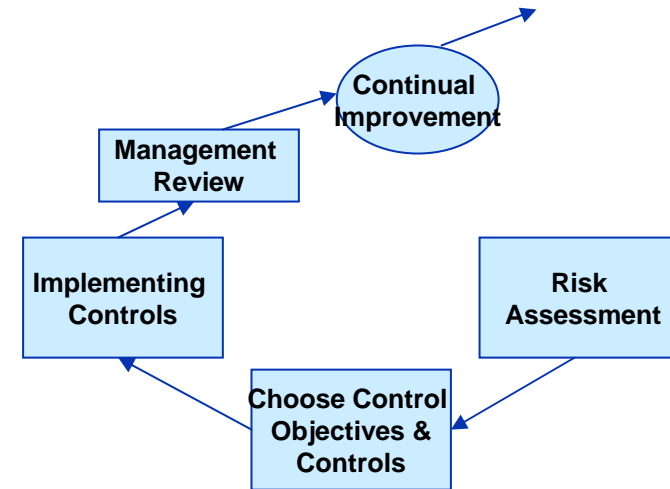 Continual
Improvement
Management
Review
Implementing
Controls
Risk
Assessment
Choose Control
Objectives &
Controls